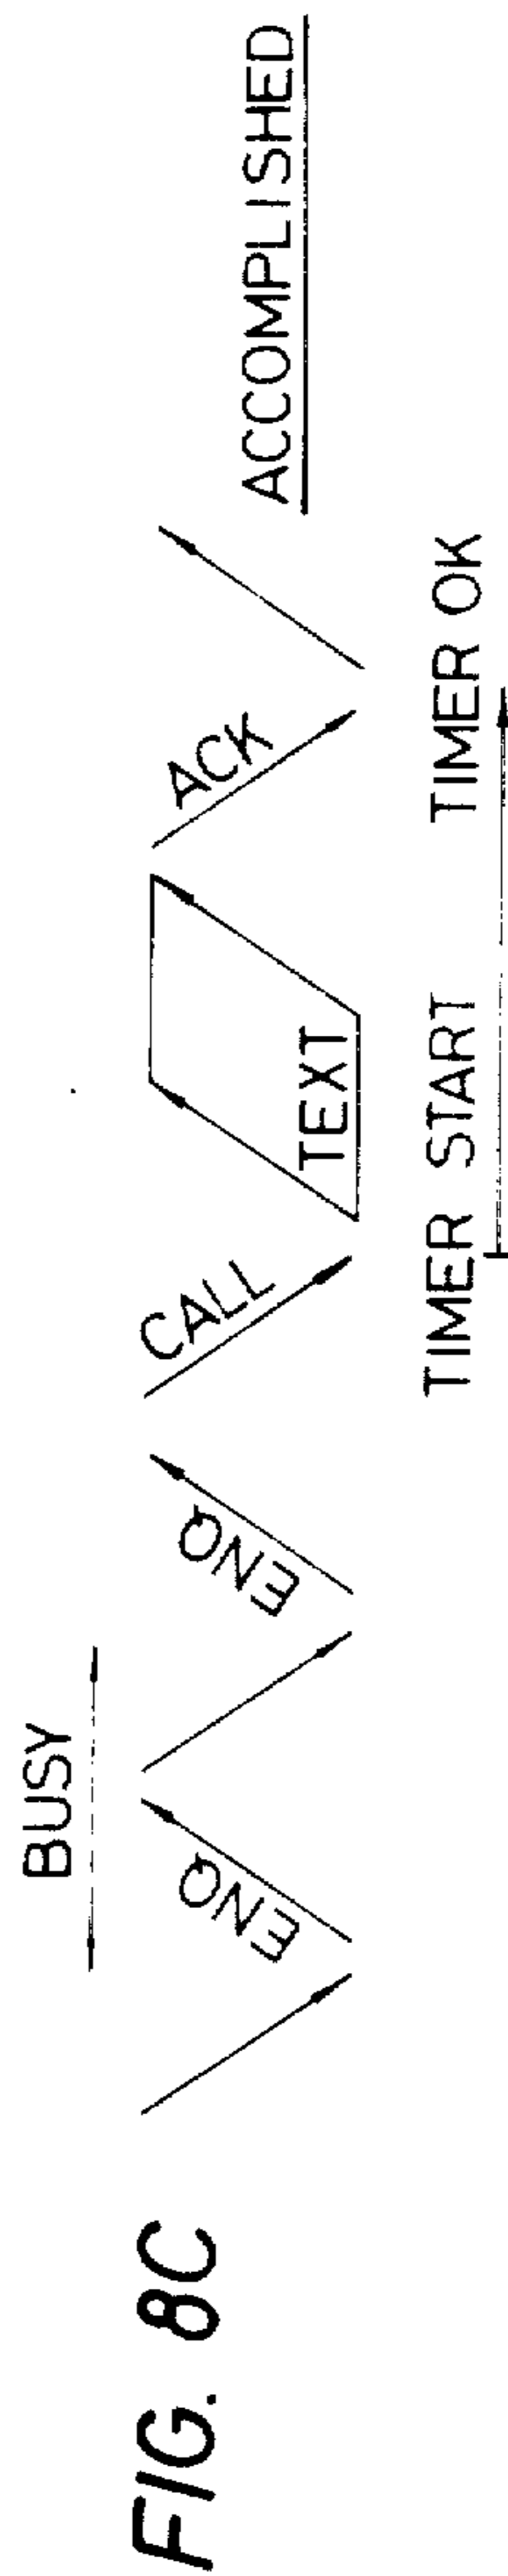 FIG. 8C
BUSY
ENQ
ENQ
CALL
TEXT
ACK
ACCOMPLISHED
TIMER START
TIMER OK